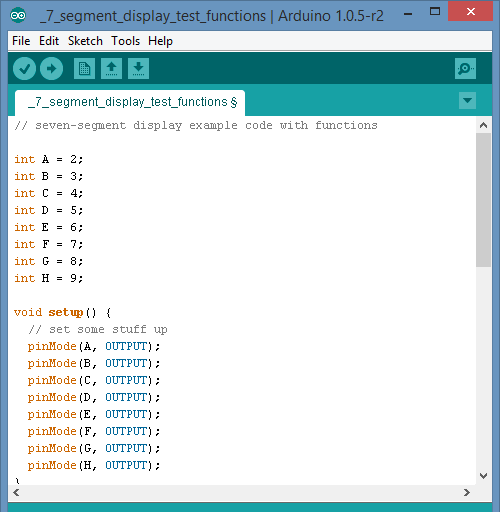 _7_segment_display_test_functions | Arduino 1.0.5-r2
File Edit Sketch Tools Help
_7_segment_display_test_functions §
// seven-segment display example code with functions
int A = 2;
int B = 3;
int C = 4;
int D = 5;
int E = 6;
int F = 7;
int G = 8;
int H = 9;
void setup() {
// set some stuff up
pinMode(A, OUTPUT);
pinMode(B, OUTPUT);
pinMode(C, OUTPUT);
pinMode(D, OUTPUT);
pinMode(E, OUTPUT);
pinMode(F, OUTPUT);
pinMode(G, OUTPUT);
pinMode(H, OUTPUT);
}